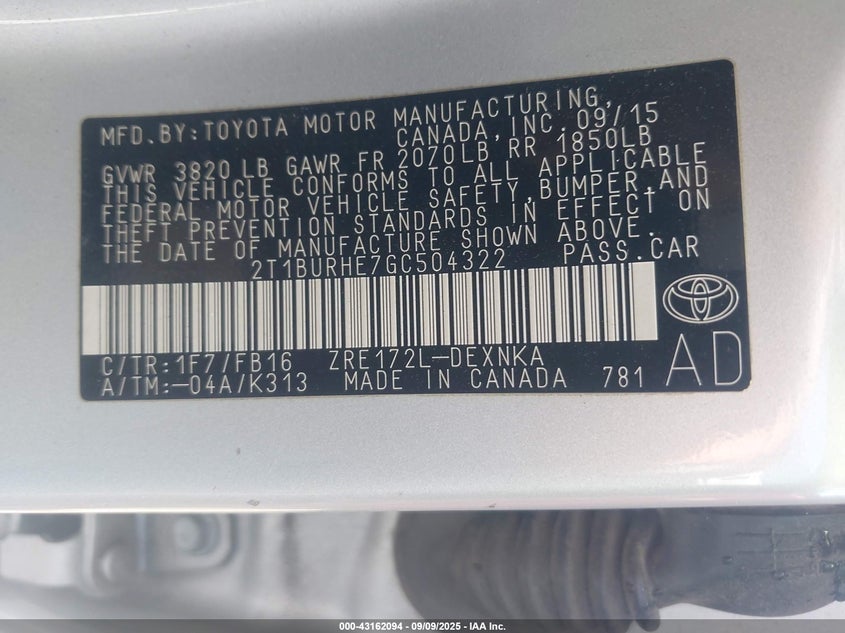 MFD.BY:TOYOTA MOTOR MANUFACTURING,
CANADA,INC. 09/15
GVWR 3820 LB GAWR FR 2070LB RR 1850LB
THIS VEHICLE CONFORMS TO ALL APPLICABLE
FEDERAL MOTOR VEHICLE SAFETY,BUMPER,AND
THEFT PREVENTION STANDARDS IN EFFECT ON
THE DATE OF MANUFACTURE SHOWN ABOVE.
2T1BURHE7GC504322 PASS.CAR
C/TR:1F7/FB16 ZRE172L-DEXNKA
A/TM:-04A/K313 MADE IN CANADA 781
AD
000-43162094 - 09/09/2025 - IAA Inc.